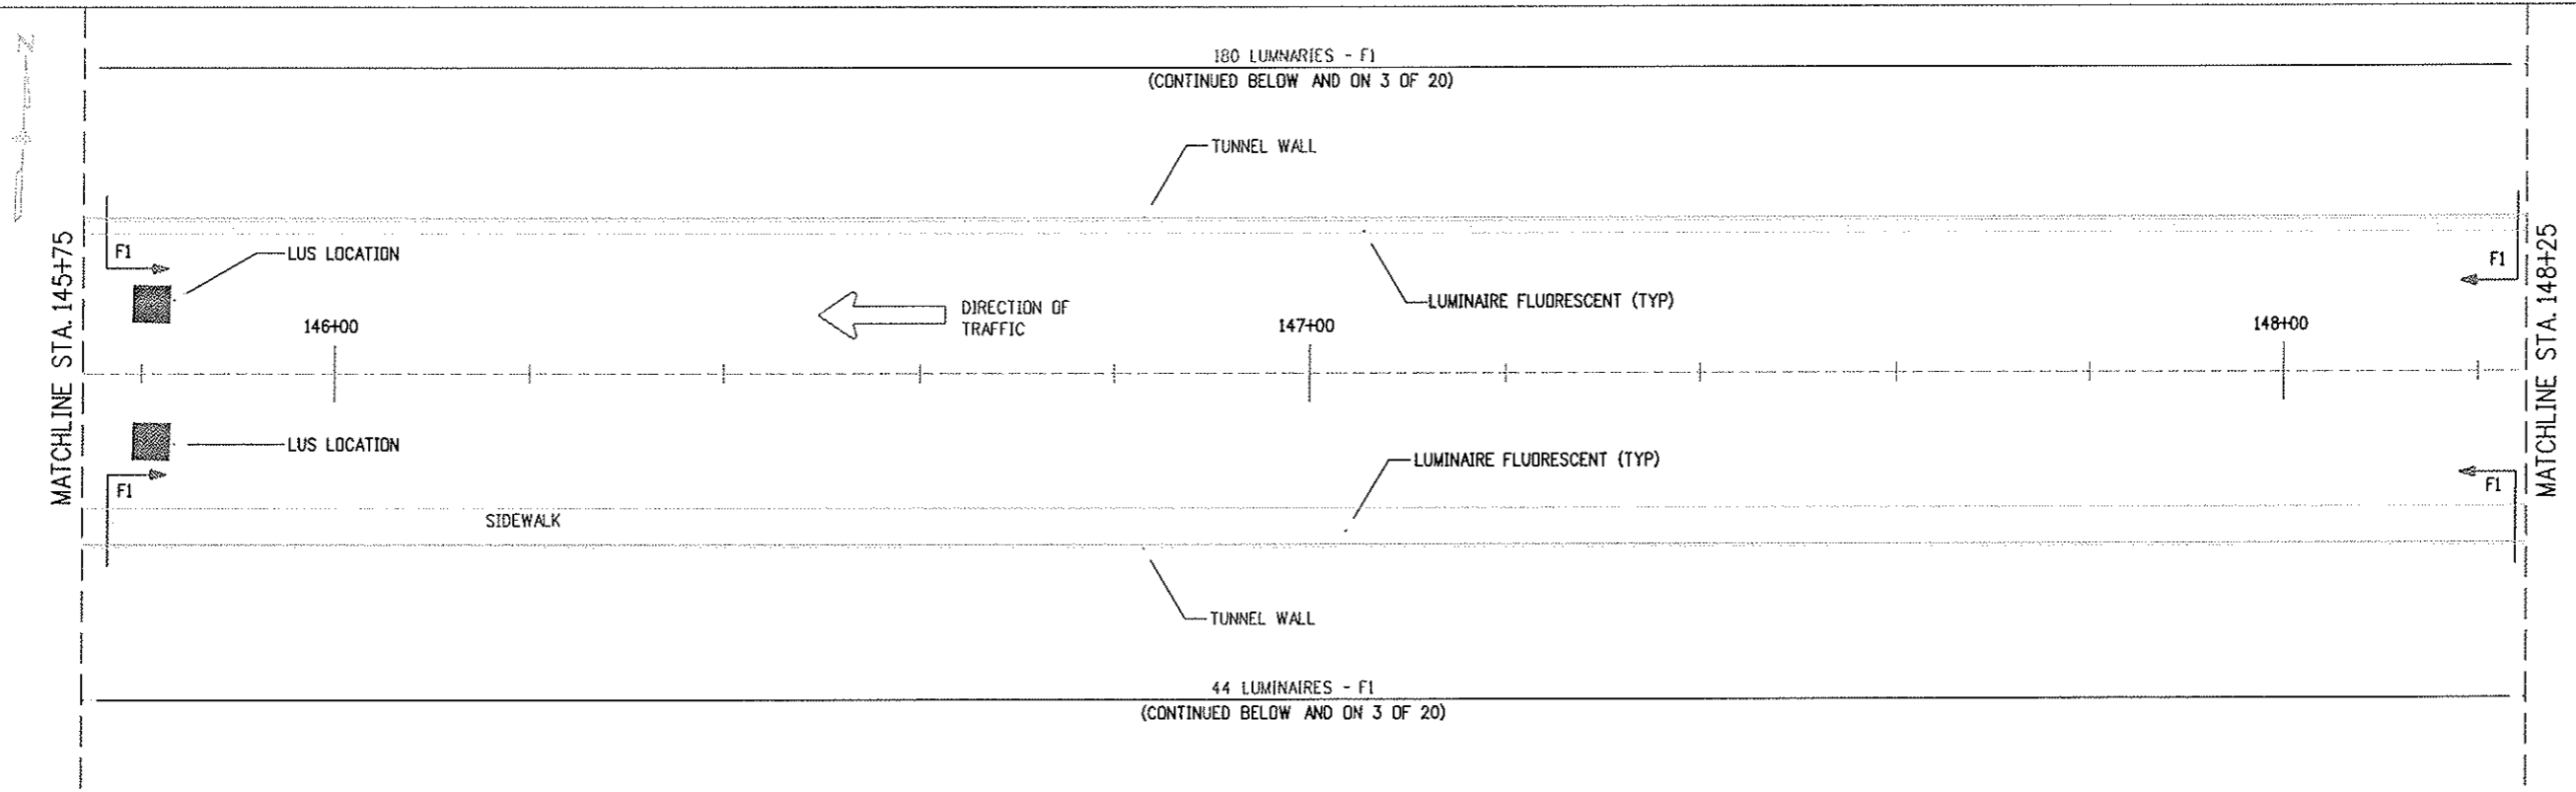 180 LUMNARIES - F1
(CONTINUED BELOW AND ON 3 OF 20)
N
TUNNEL WALL
MATCHLINE STA. 145+75
F1
LUS LOCATION
F1
LUMINAIRE FLUORESCENT (TYP)
DIRECTION OF
TRAFFIC
146+00
147+00
148+00
MATCHLINE STA. 148+25
LUS LOCATION
LUMINAIRE FLUORESCENT (TYP)
F1
F1
SIDEWALK
TUNNEL WALL
44 LUMINAIRES - F1
(CONTINUED BELOW AND ON 3 OF 20)